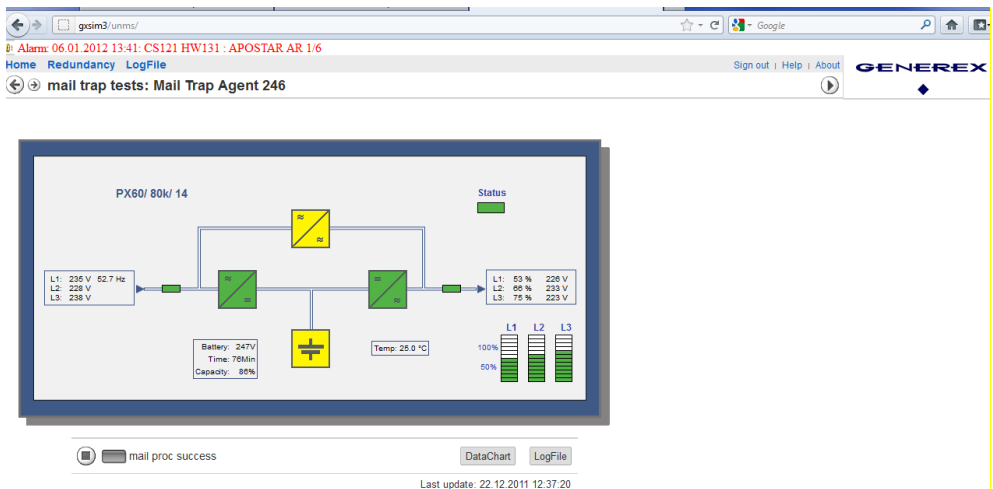 gxsim3/unms/
Google
Alarm: 06.01.2012 13:41: CS121 HW131 : APOSTAR AR 1/6
Home Redundancy LogFile
Sign out | Help | About
GENEREX
mail trap tests: Mail Trap Agent 246
PX60/ 80k/ 14
Status
L1: 235 V 52.7 Hz
L2: 228 V
L3: 238 V
L1: 53 % 226 V
L2: 66 % 233 V
L3: 75 % 223 V
Battery: 247V
Time: 76Min
Capacity: 86%
Temp: 25.0 °C
L1 L2 L3
100%
50%
mail proc success
DataChart
LogFile
Last update: 22.12.2011 12:37:20